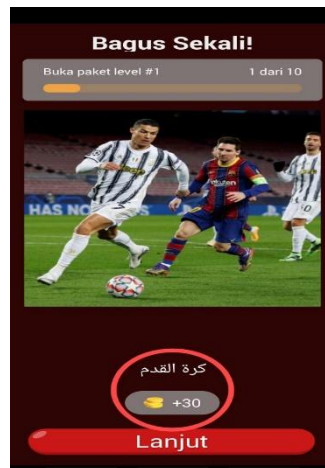 Bagus Sekali!
Buka paket level #1 1 dari 10
HAS NO
كرة القدم
+30
Lanjut